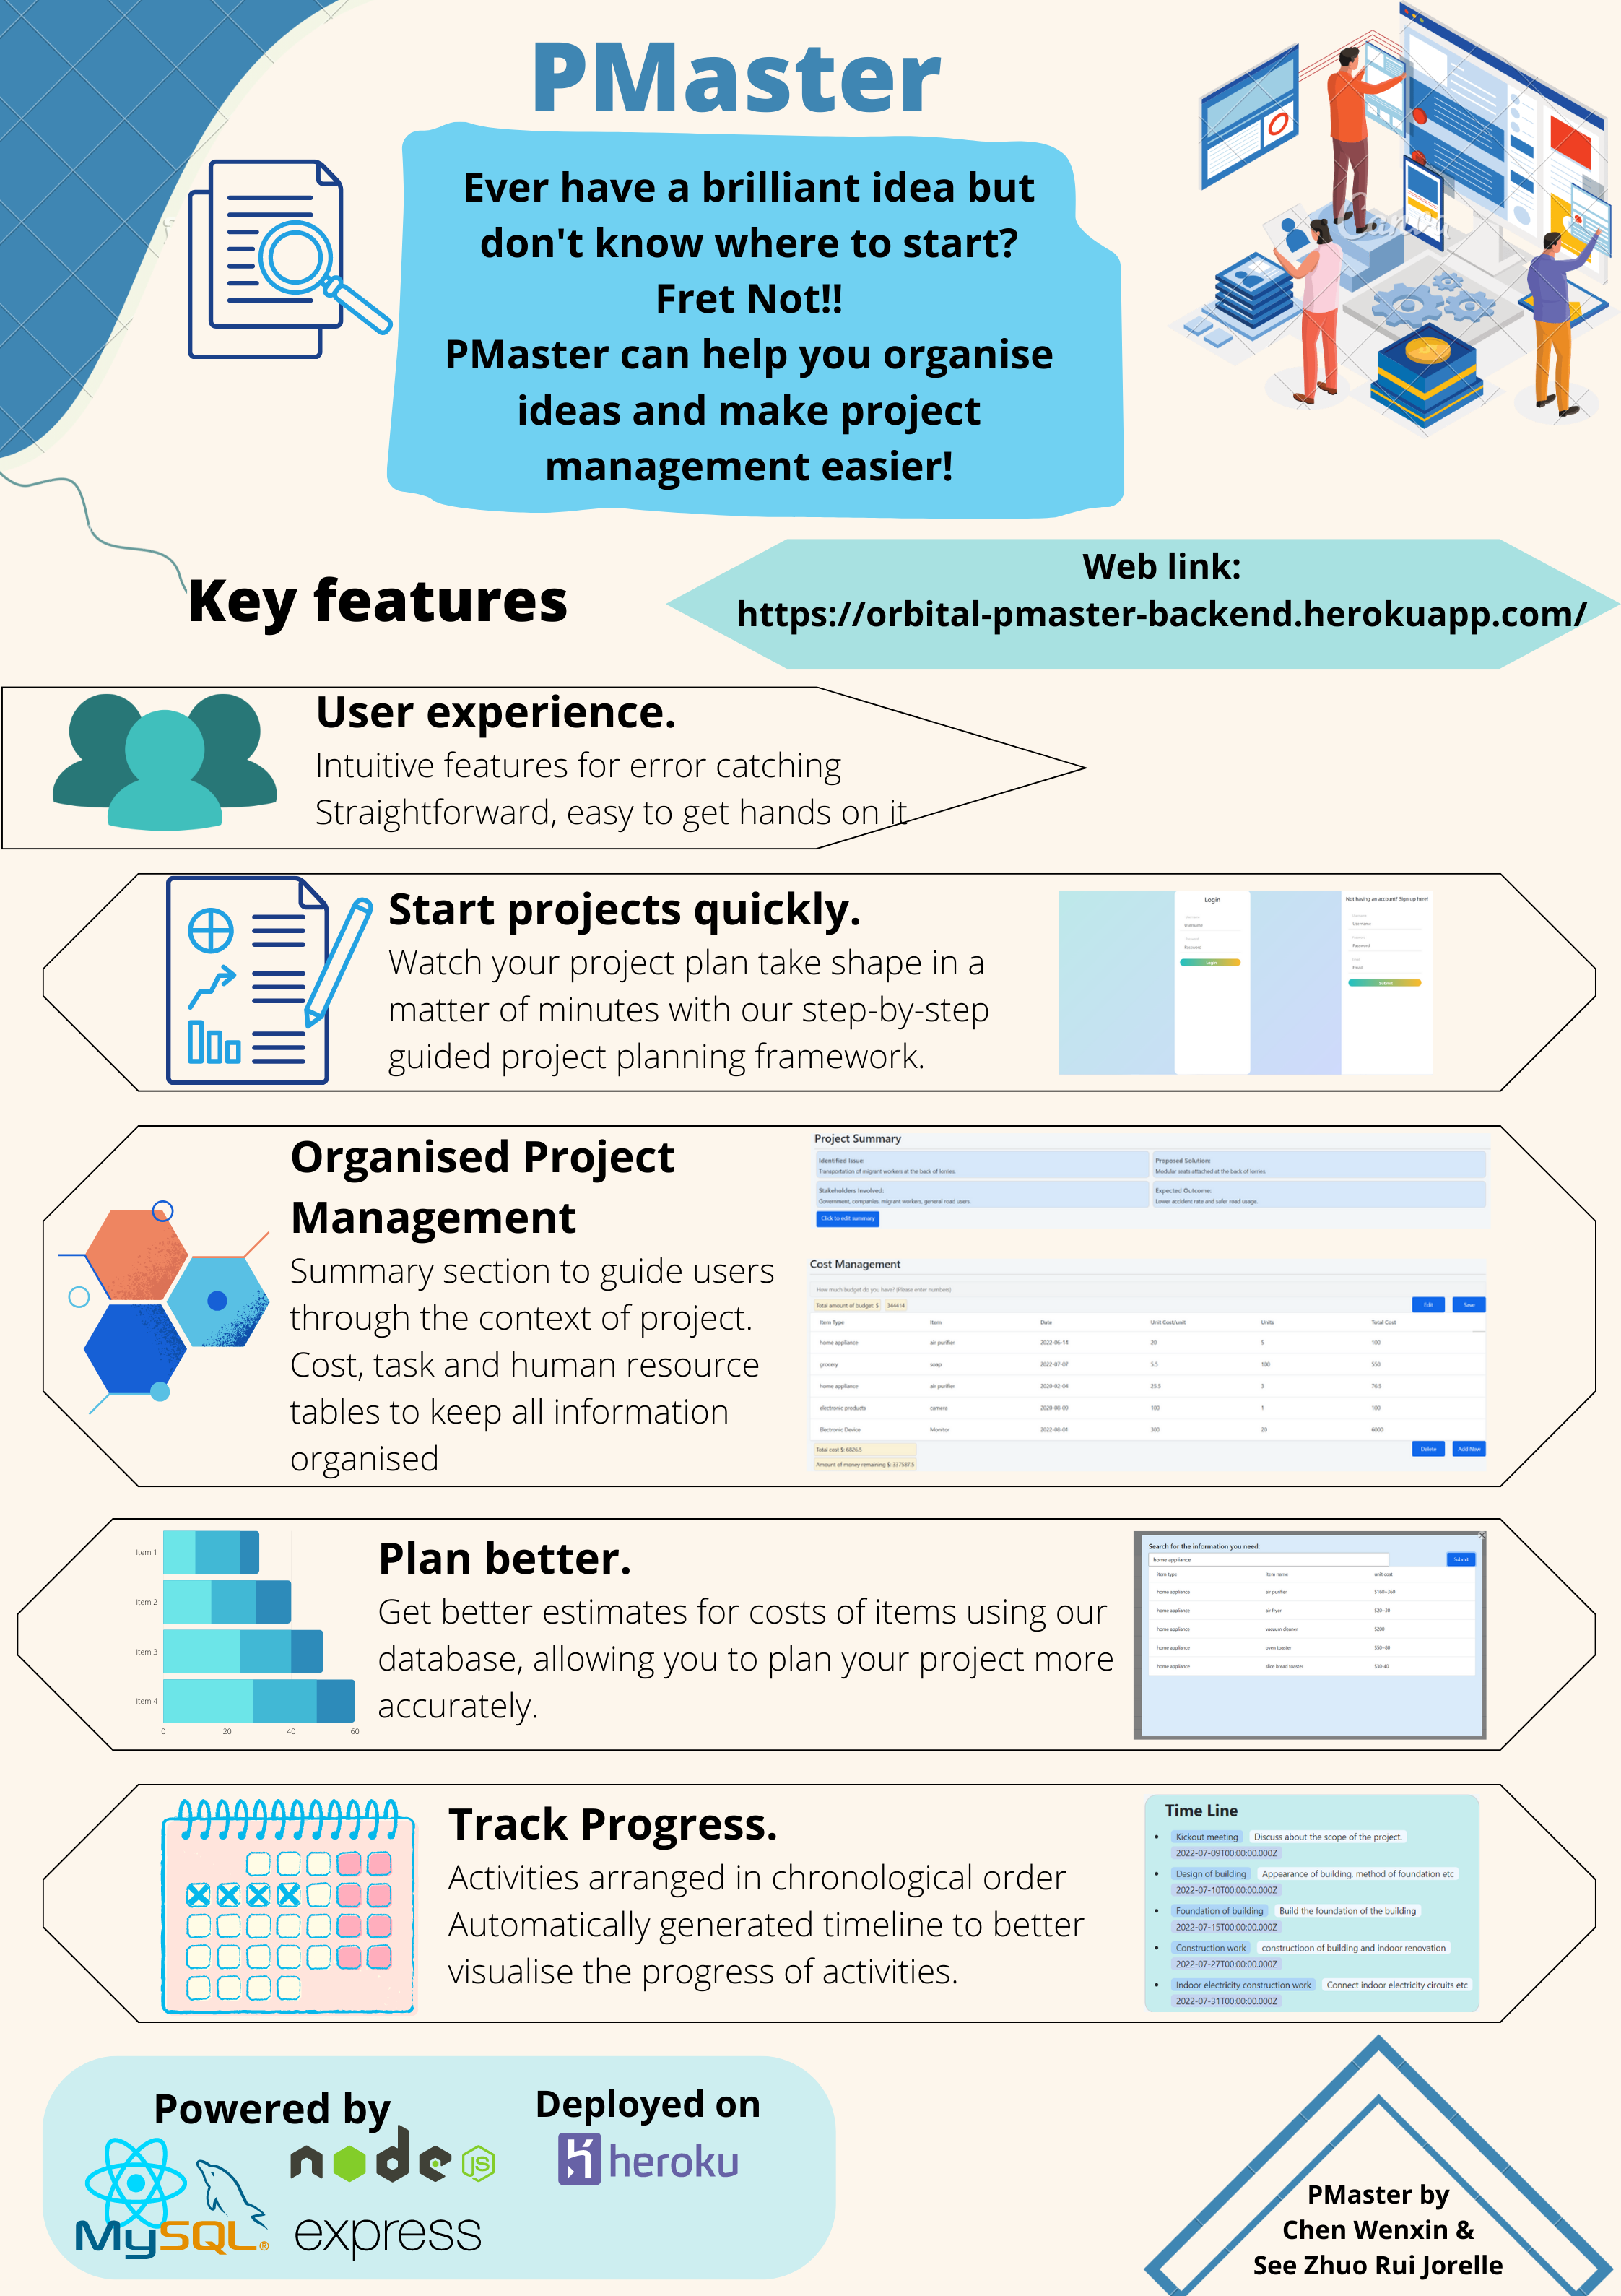 PMaster
Ever have a brilliant idea but
don't know where to start?
Fret Not!!
PMaster can help you organise
ideas and make project
management easier!
Canva
Key features
Web link:
https://orbital-pmaster-backend.herokuapp.com/
User experience.
Intuitive features for error catching
Straightforward, easy to get hands on it
Start projects quickly.
Watch your project plan take shape in a
matter of minutes with our step-by-step
guided project planning framework.
Login
Username
Password
Login
Not having an account? Sign up here!
Username
Password
Email
Submit
Organised Project
Management
Summary section to guide users
through the context of project.
Cost, task and human resource
tables to keep all information
organised
Project Summary
Identified Issue: Proposed Solution:
Transportation of migrant workers at the back of lorries. Modular seats attached at the back of lorries.
Stakeholders Involved: Expected Outcome:
Government, companies, migrant workers, general road users. Lower accident rate and safer road usage.
Click to edit summary
Cost Management
How much budget do you have? (Please enter numbers)
Total amount of budget: $ 344414 Edit Save
Item Type Item Date Unit Cost/unit Units Total Cost
home appliance air purifier 2022-06-14 20 5 100
grocery soap 2022-07-07 5.5 100 550
home appliance air purifier 2020-02-04 25.5 3 76.5
electronic products camera 2020-08-09 100 1 100
Electronic Device Monitor 2022-08-01 300 20 6000
Total cost $: 6826.5 Delete Add New
Amount of money remaining $: 337587.5
Item 1
Item 2
Item 3
Item 4
0 20 40 60
Plan better.
Get better estimates for costs of items using our
database, allowing you to plan your project more
accurately.
Search for the information you need:
home appliance Submit
item type item name unit cost
home appliance air purifier $160~360
home appliance air fryer $20~20
home appliance vacuum cleaner $200
home appliance oven toaster $50~80
home appliance slice bread toaster $30-40
Track Progress.
Activities arranged in chronological order
Automatically generated timeline to better
visualise the progress of activities.
Time Line
Kickout meeting Discuss about the scope of the project.
2022-07-09T00:00:00.000Z
Design of building Appearance of building, method of foundation etc
2022-07-10T00:00:00.000Z
Foundation of building Build the foundation of the building
2022-07-15T00:00:00.000Z
Construction work constructioon of building and indoor renovation
2022-07-27T00:00:00.000Z
Indoor electricity construction work Connect indoor electricity circuits etc
2022-07-31T00:00:00.000Z
Powered by
node JS
MySQL®
express
Deployed on
heroku
PMaster by
Chen Wenxin &
See Zhuo Rui Jorelle